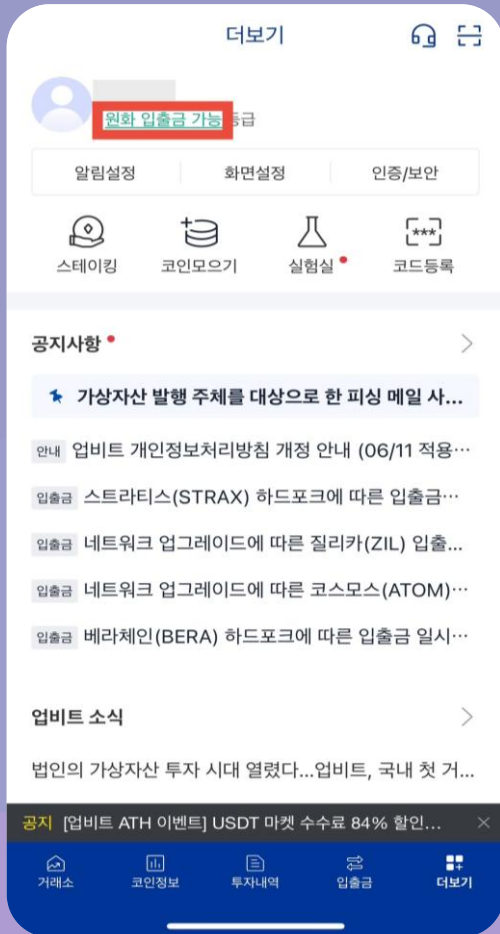 더보기
원화 입출금 가능 등급
알림설정 화면설정 인증/보안
스테이킹 코인모으기 실험실 코드등록
공지사항
가상자산 발행 주체를 대상으로 한 피싱 메일 사...
안내 업비트 개인정보처리방침 개정 안내 (06/11 적용…
입출금 스트라티스(STRAX) 하드포크에 따른 입출금…
입출금 네트워크 업그레이드에 따른 질리카(ZIL) 입출...
입출금 네트워크 업그레이드에 따른 코스모스(ATOM)…
입출금 베라체인(BERA) 하드포크에 따른 입출금 일시…
업비트 소식
법인의 가상자산 투자 시대 열렸다...업비트, 국내 첫 거...
공지 [업비트 ATH 이벤트] USDT 마켓 수수료 84% 할인...
거래소 코인정보 투자내역 입출금 더보기